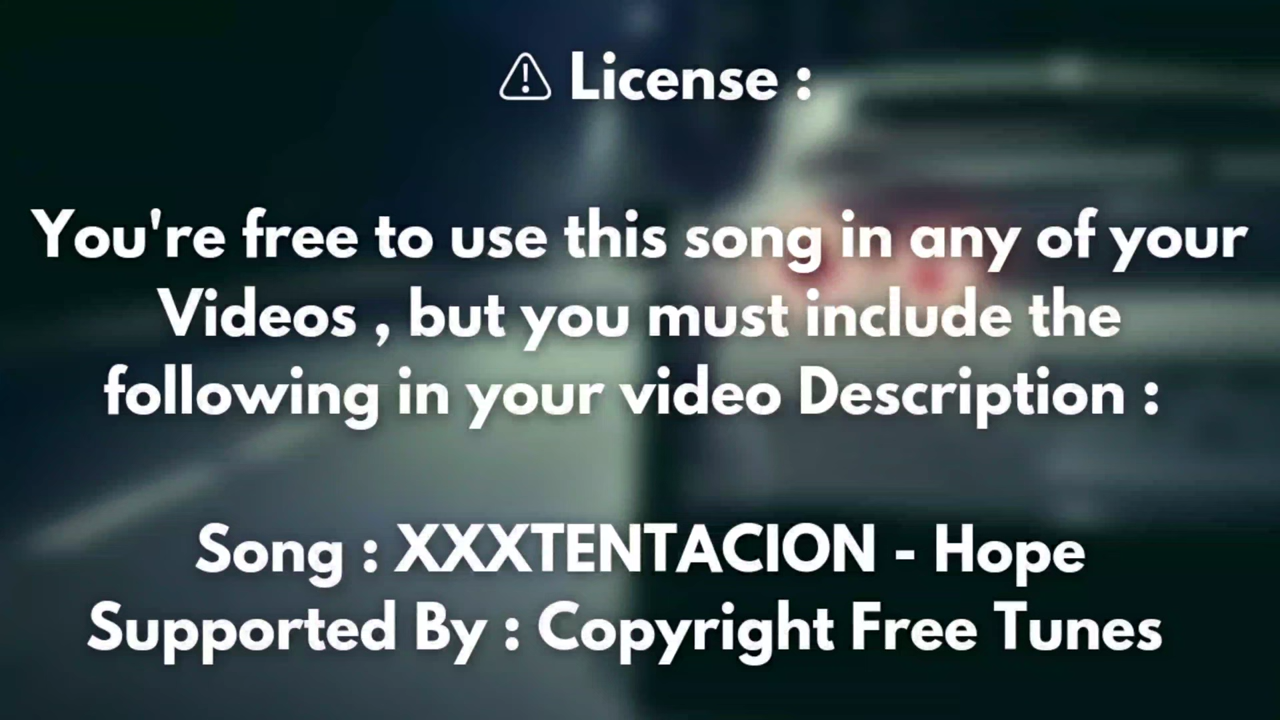 ⚠ License :
You're free to use this song in any of your
Videos , but you must include the
following in your video Description :
Song : XXXTENTACION - Hope
Supported By : Copyright Free Tunes